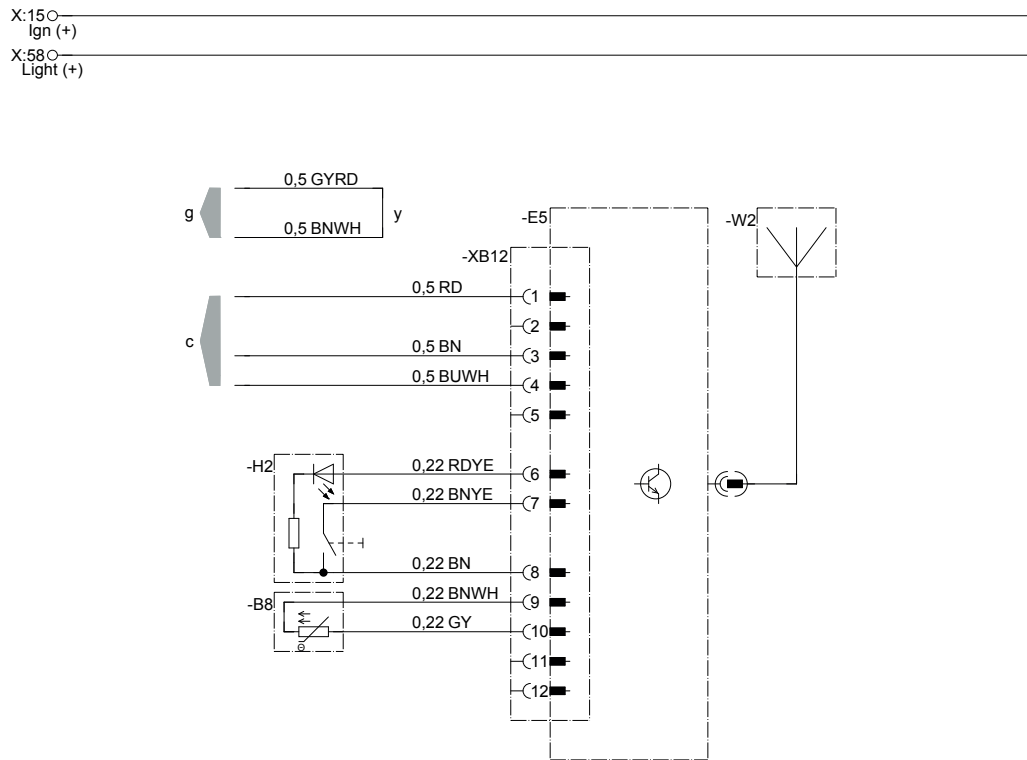 X:15
Ign (+)
X:58
Light (+)
0,5 GYRD
g
y
0,5 BNWH
-E5
-W2
-XB12
0,5 RD
1
2
c
0,5 BN
3
0,5 BUWH
4
5
-H2
0,22 RDYE
6
0,22 BNYE
7
0,22 BN
8
-B8
0,22 BNWH
9
0,22 GY
10
11
12